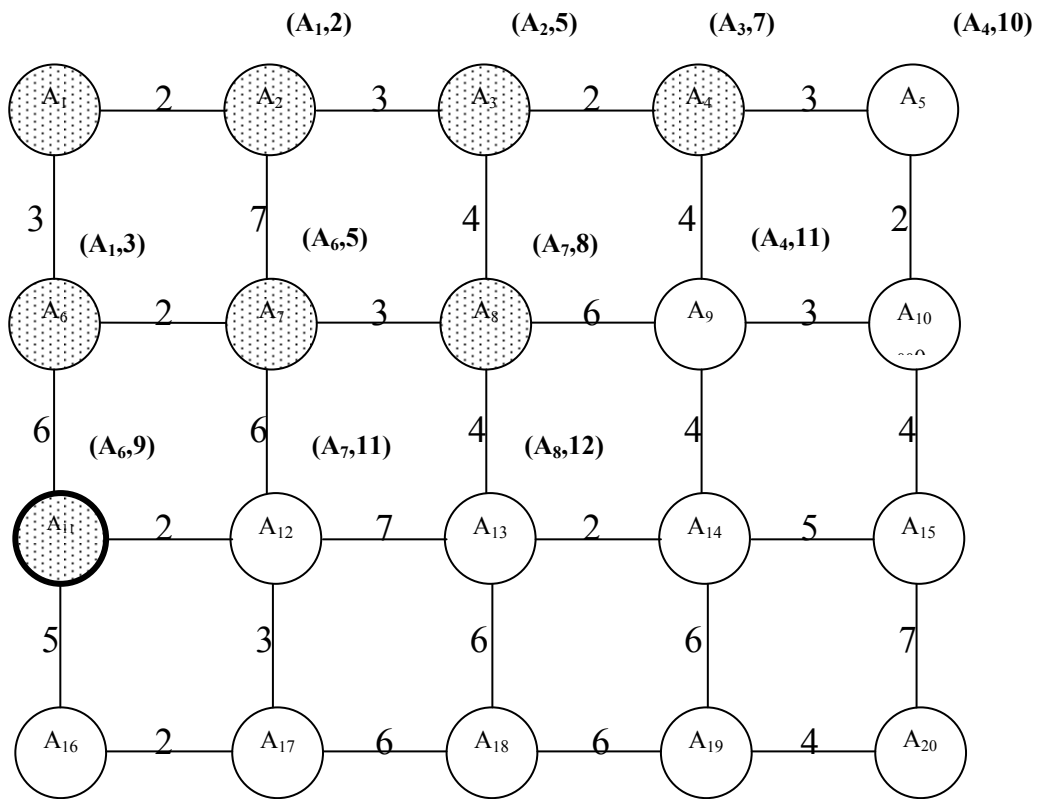 (A₁,2) (A₂,5) (A₃,7) (A₄,10)
A₁ 2 A₂ 3 A₃ 2 A₄ 3 A₅
3 7 4 4 2
(A₁,3) (A₆,5) (A₇,8) (A₄,11)
A₆ 2 A₇ 3 A₈ 6 A₉ 3 A₁₀
6 6 4 4 4
(A₆,9) (A₇,11) (A₈,12)
A₁₁ 2 A₁₂ 7 A₁₃ 2 A₁₄ 5 A₁₅
5 3 6 6 7
A₁₆ 2 A₁₇ 6 A₁₈ 6 A₁₉ 4 A₂₀